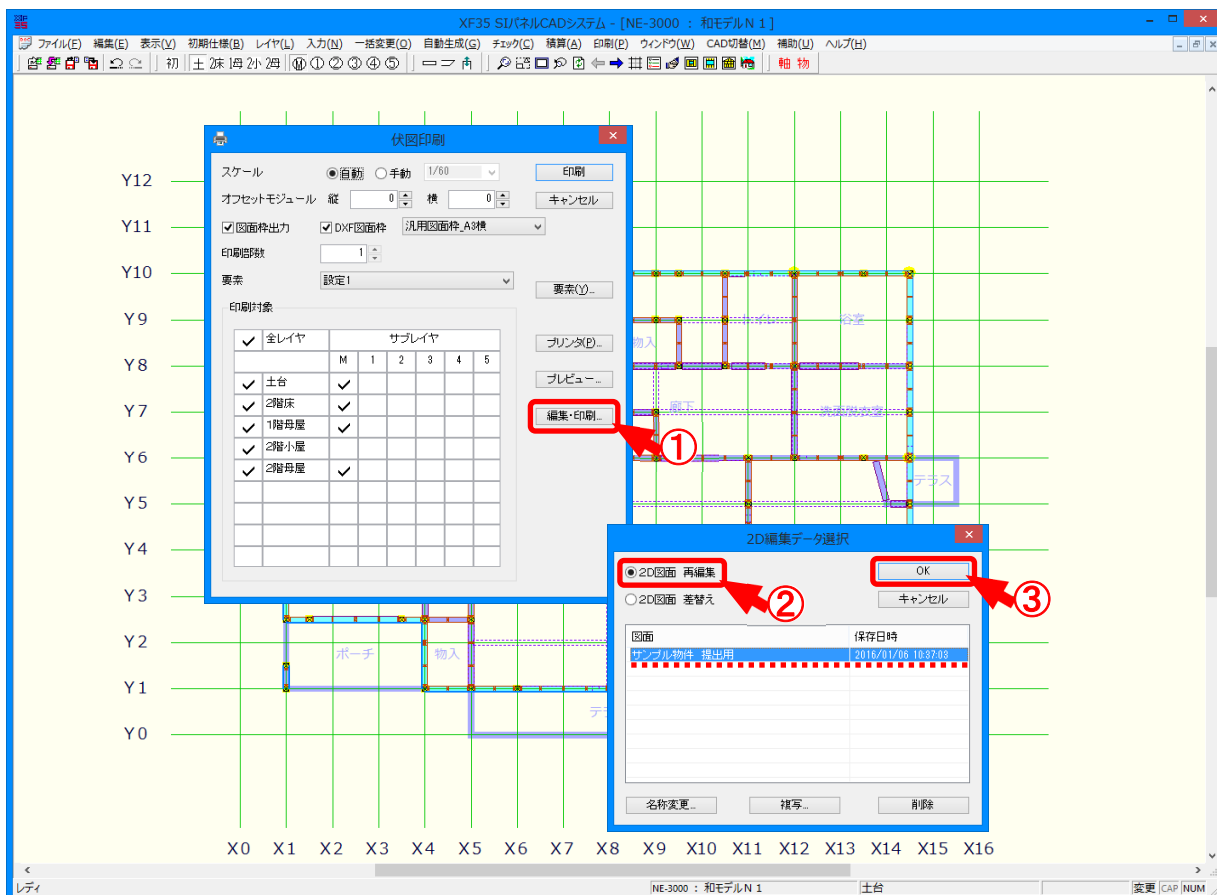 XF35 SIパネルCADシステム - [NE-3000 : 和モデルN 1 ]
ファイル(F) 編集(E) 表示(V) 初期仕様(B) レイヤ(L) 入力(N) 一括変更(O) 自動生成(G) チェック(C) 積算(A) 印刷(P) ウィンドウ(W) CAD切替(M) 補助(U) ヘルプ(H)
初 土 2床 1母 2小 2母 M ① ② ③ ④ ⑤ 軸 物
Y12
Y11
Y10
Y9
Y8
Y7
Y6
Y5
Y4
Y3
Y2
Y1
Y0
伏図印刷
スケール 自動 手動 1/60 印刷
オフセットモジュール 縦 0 横 0 キャンセル
図面枠出力 DXF図面枠 汎用図面枠_A3横
印刷部数 1
要素 設定1 要素(Y)...
印刷対象
全レイヤ サブレイヤ プリンタ(P)...
M 1 2 3 4 5
土台 プレビュー...
2階床
1階母屋 編集・印刷...
2階小屋
2階母屋
①
トイレ 浴室
物入
廊下 洗面脱衣室
テラス
ポーチ 物入
テラ
2D編集データ選択
2D図面 再編集 OK
②
③
2D図面 差替え キャンセル
図面 保存日時
サンプル物件 提出用 2016/01/06 10:37:03
名称変更... 複写... 削除
X0 X1 X2 X3 X4 X5 X6 X7 X8 X9 X10 X11 X12 X13 X14 X15 X16
レディ NE-3000 : 和モデルN 1 土台 変更 CAP NUM